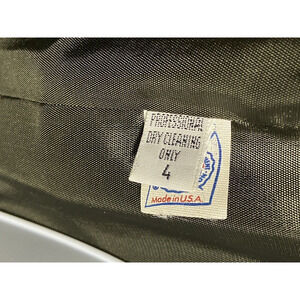 PROFESSIONAL
DRY CLEANING
ONLY
4
Made in U.S.A.